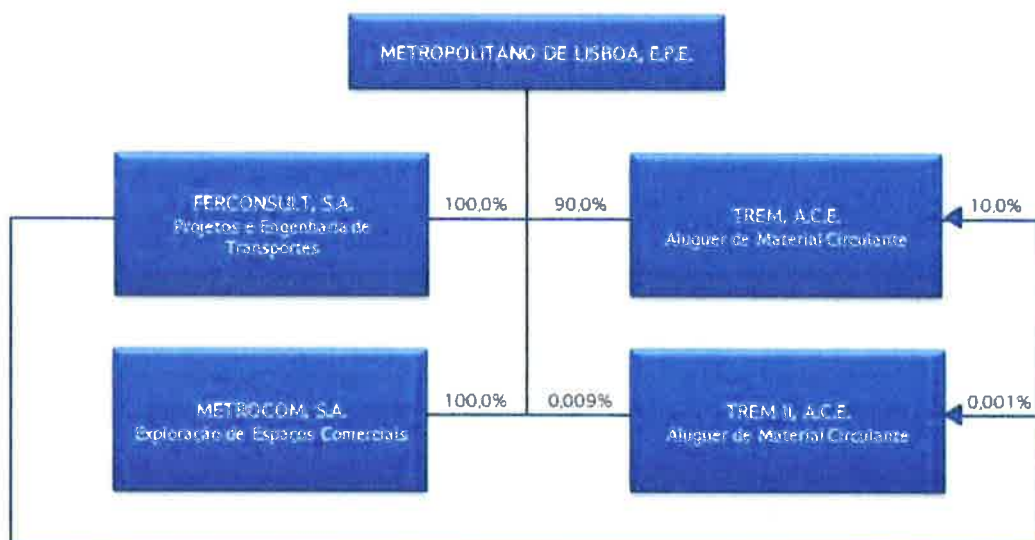 METROPOLITANO DE LISBOA, E.P.E.
FERCONSULT, S.A.
Projetos e Engenharia de
Transportes
100,0%
90,0%
TREM, A.C.E.
Aluguer de Material Circulante
10,0%
METROCOM, S.A.
Exploração de Espaços Comerciais
100,0%
0,009%
TREM II, A.C.E.
Aluguer de Material Circulante
0,001%